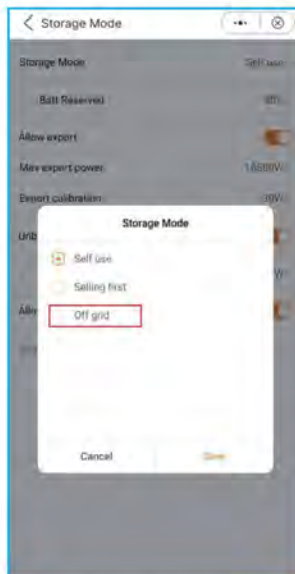 Storage Mode
Storage Mode Self use
Batt Reserved
Allow export
Max export power
Export calibration
Storage Mode
Self use
Selling first
Off grid
Cancel Save